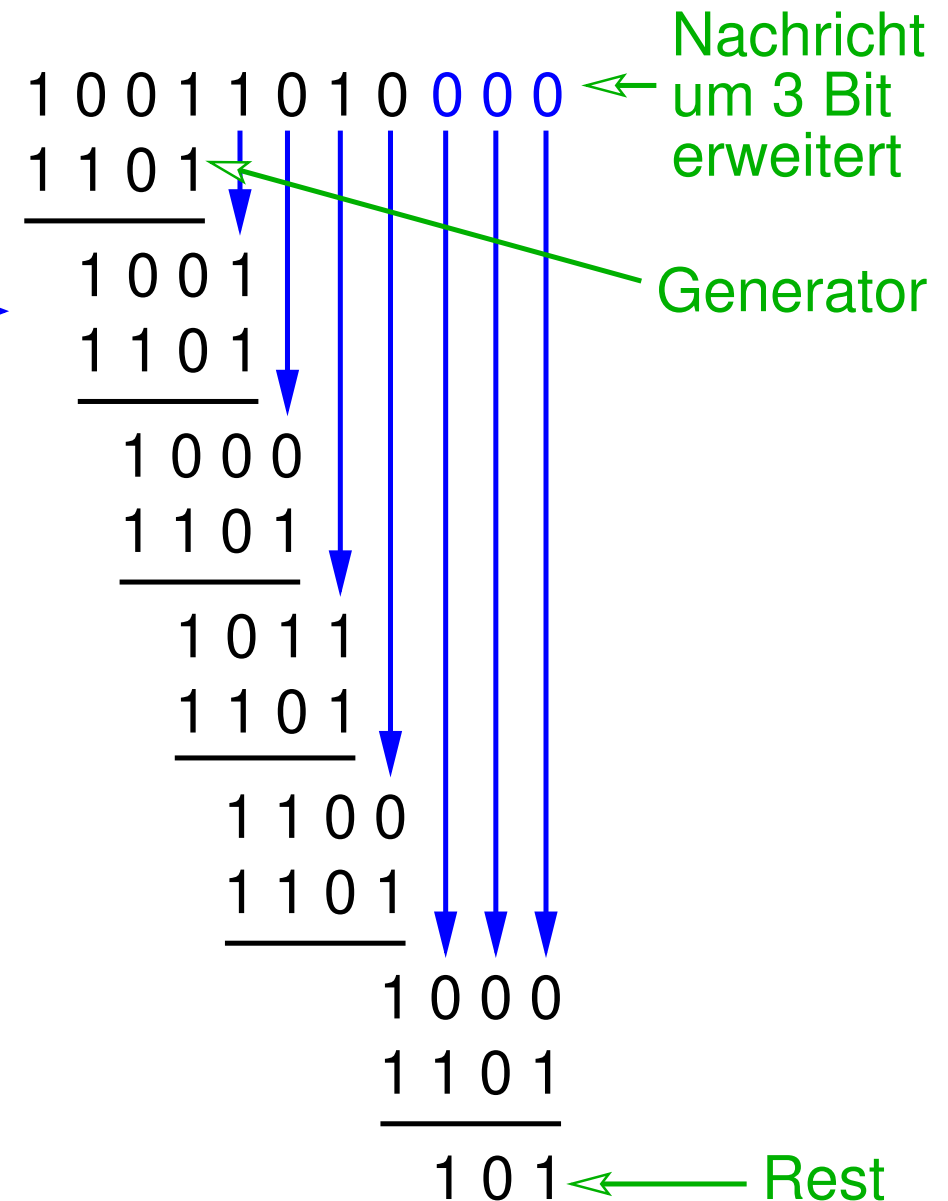 Nachricht
1 0 0 1 1 0 1 0 0 0 0 um 3 Bit
erweitert
1 1 0 1
1 0 0 1 Generator
1 1 0 1
1 0 0 0
1 1 0 1
1 0 1 1
1 1 0 1
1 1 0 0
1 1 0 1
1 0 0 0
1 1 0 1
1 0 1 Rest